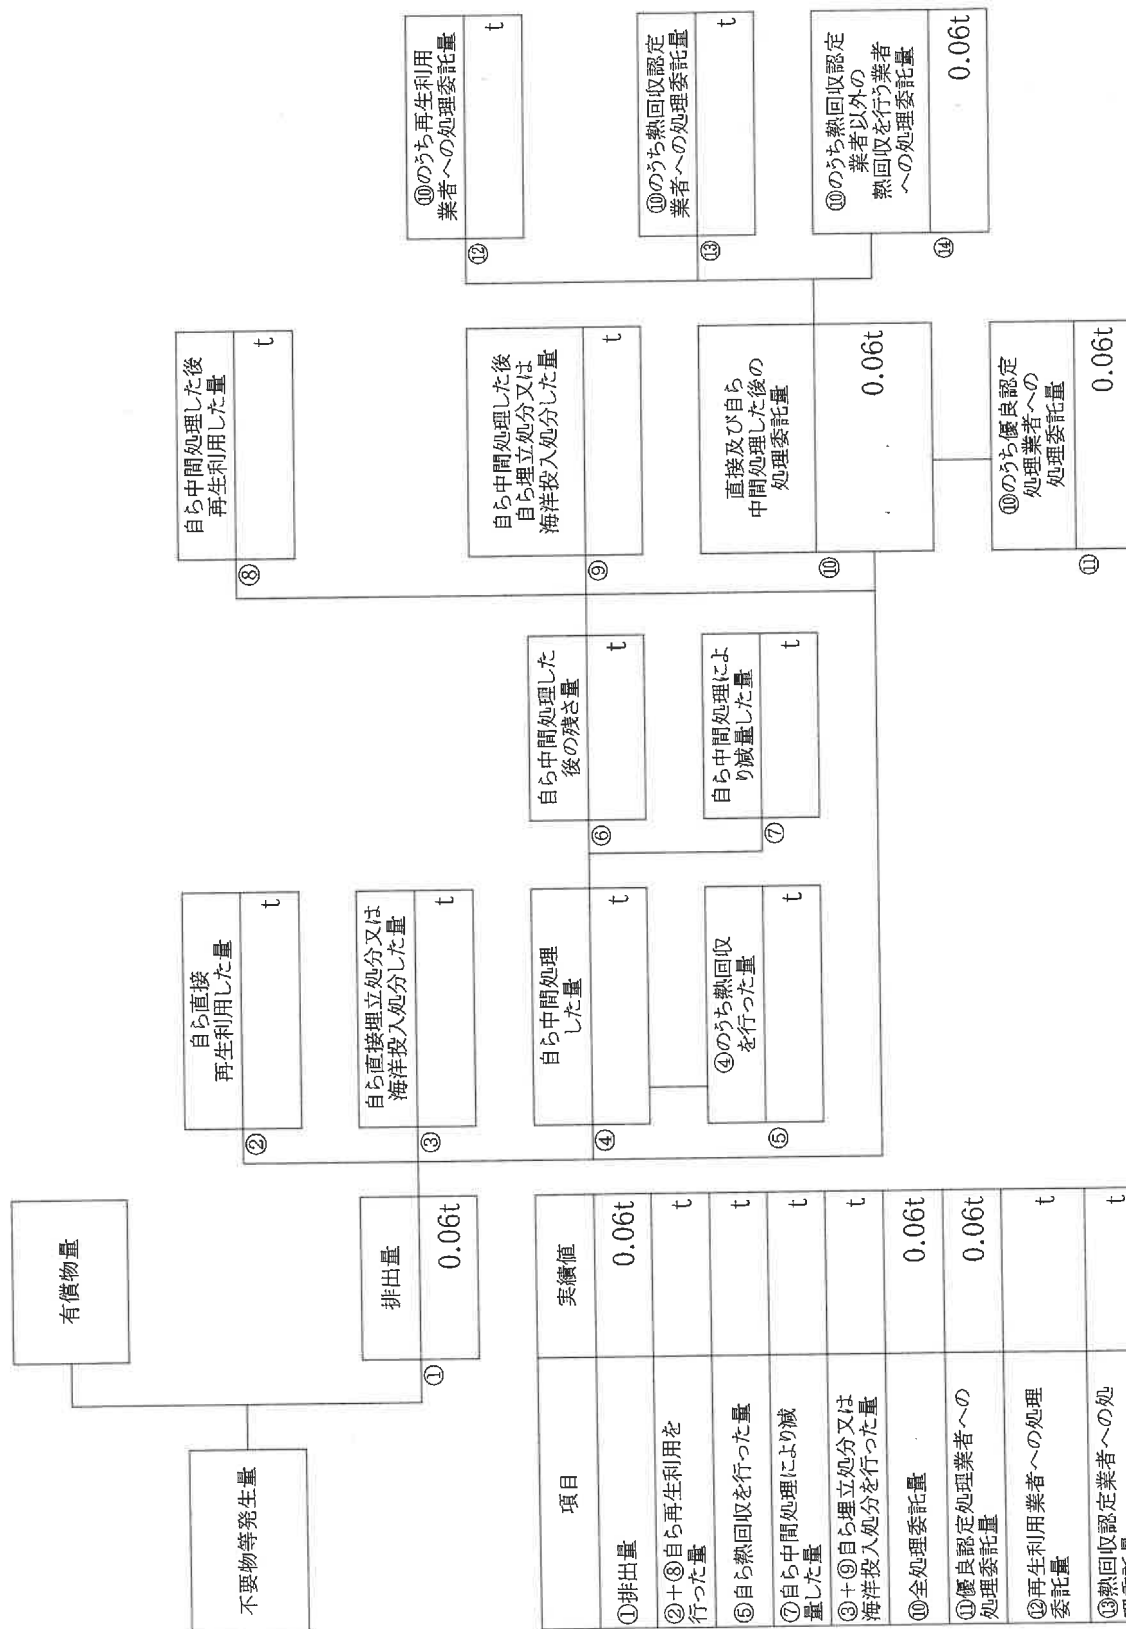 不要物等発生量
有償物量
排出量
①
0.06t
自ら直接
再生利用した量
②
t
自ら直接埋立処分又は
海洋投入処分した量
③
t
自ら中間処理
した量
④
t
④のうち熱回収
を行った量
⑤
t
自ら中間処理した
後の残さ量
⑥
t
自ら中間処理によ
り減量した量
⑦
t
自ら中間処理した後
再生利用した量
⑧
t
自ら中間処理した後
自ら埋立処分又は
海洋投入処分した量
⑨
t
直接及び自ら
中間処理した後の
処理委託量
⑩
0.06t
⑩のうち優良認定
処理業者への
処理委託量
⑪
0.06t
⑩のうち再生利用
業者への処理委託量
⑫
t
⑩のうち熱回収認定
業者への処理委託量
⑬
t
⑩のうち熱回収認定
業者以外の
熱回収を行う業者
への処理委託量
⑭
0.06t
項目
実績値
①排出量
0.06t
②+⑧自ら再生利用を
行った量
t
⑤自ら熱回収を行った量
t
⑦自ら中間処理により減
量した量
t
③+⑨自ら埋立処分又は
海洋投入処分を行った量
t
⑩全処理委託量
0.06t
⑪優良認定処理業者への
処理委託量
0.06t
⑫再生利用業者への処理
委託量
t
⑬熱回収認定業者への処
t